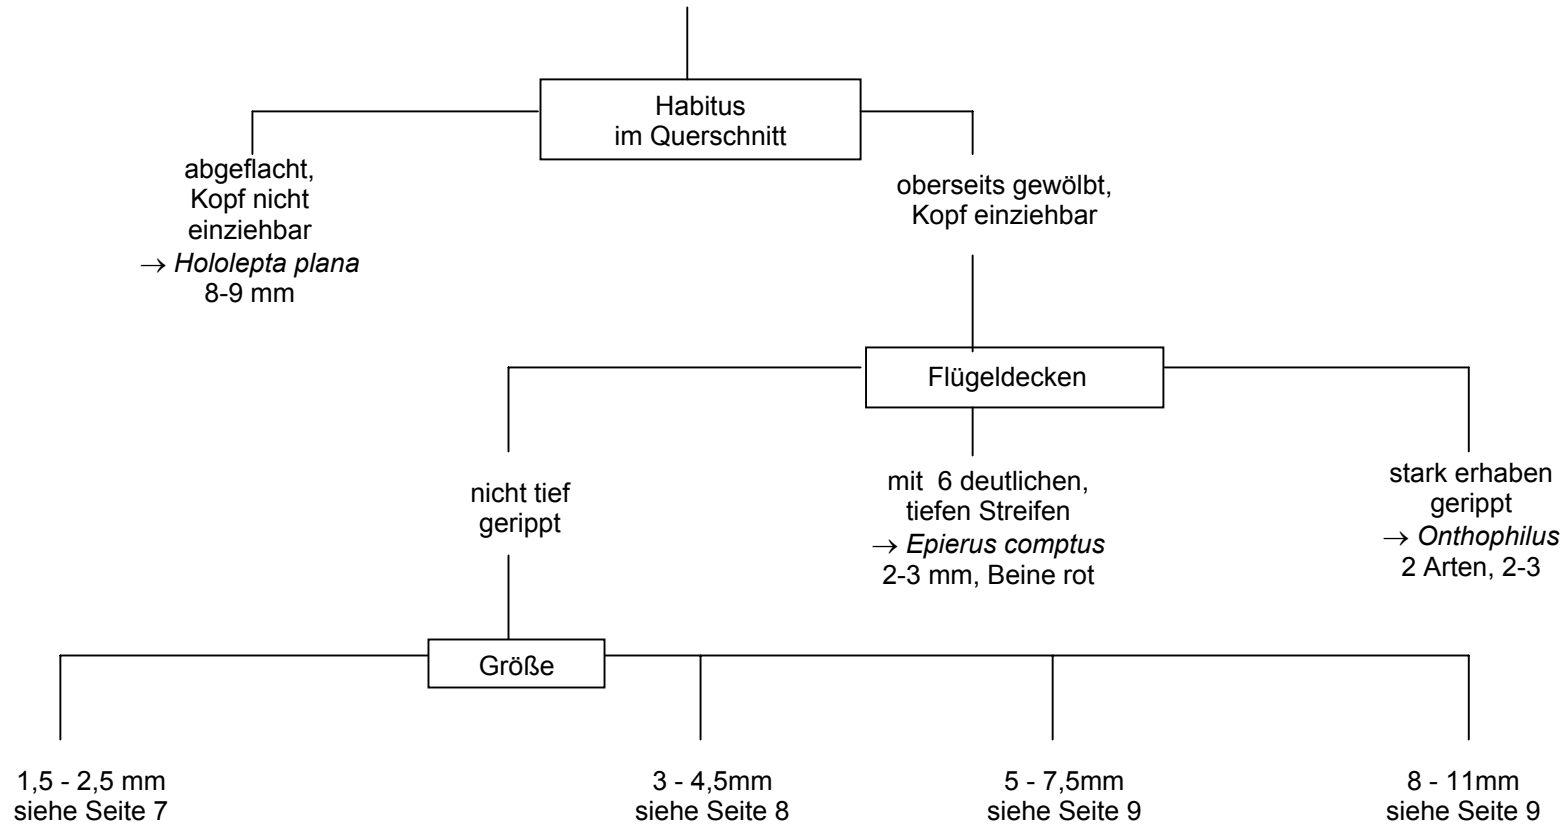 Habitus
im Querschnitt
abgeflacht,
Kopf nicht
einziehbar
→ Hololepta plana
8-9 mm
oberseits gewölbt,
Kopf einziehbar
Flügeldecken
nicht tief
gerippt
mit  6 deutlichen,
tiefen Streifen
→ Epierus comptus
2-3 mm, Beine rot
stark erhaben
gerippt
→ Onthophilus
2 Arten, 2-3
Größe
1,5 - 2,5 mm
siehe Seite 7
3 - 4,5mm
siehe Seite 8
5 - 7,5mm
siehe Seite 9
8 - 11mm
siehe Seite 9